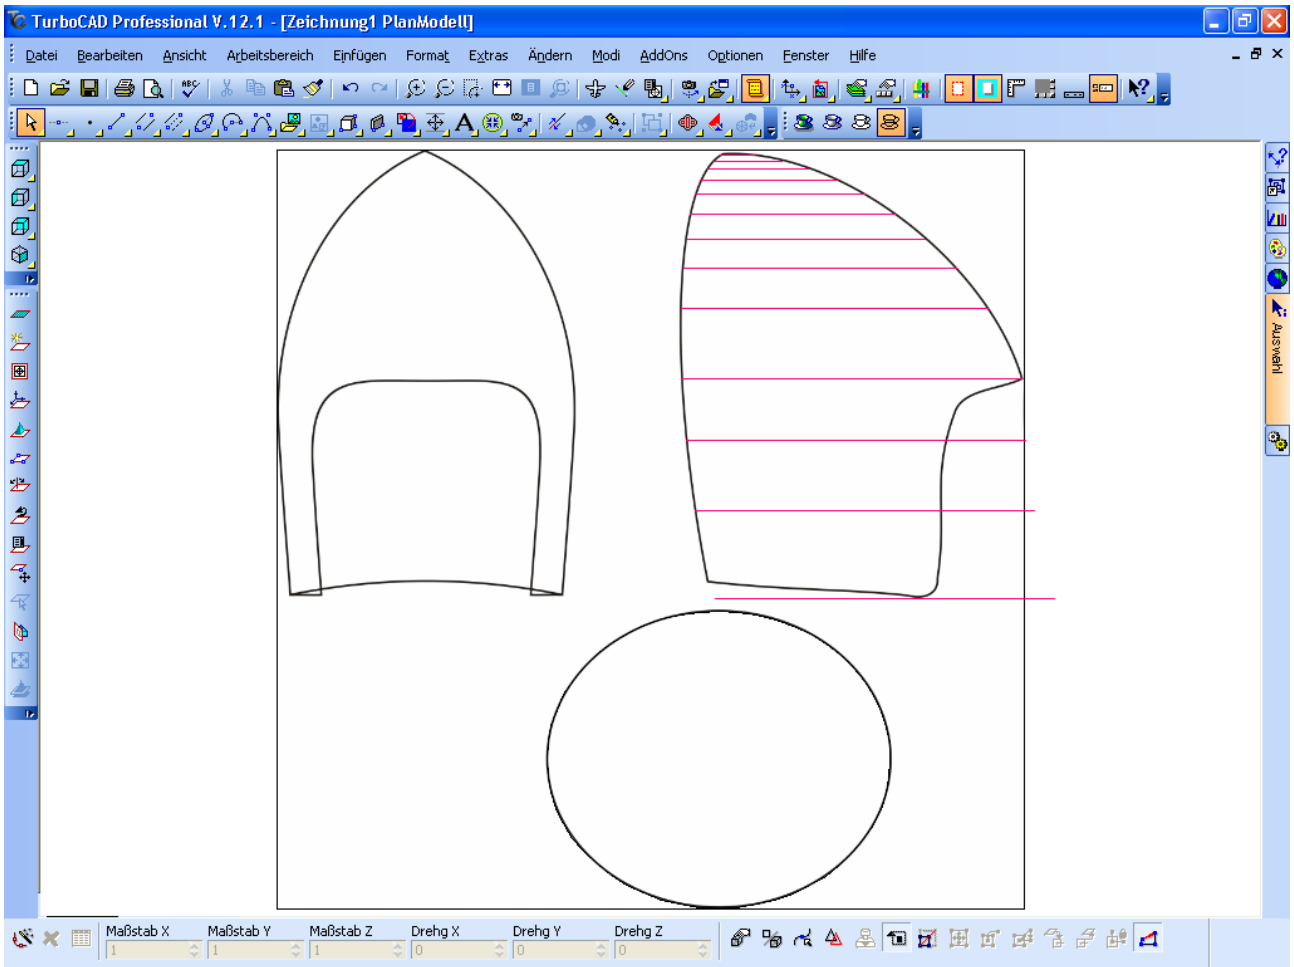 TurboCAD Professional V.12.1 - [Zeichnung1 PlanModell]
Datei Bearbeiten Ansicht Arbeitsbereich Einfügen Format Extras Ändern Modi AddOns Optionen Fenster Hilfe
ABC
A
Auswahl
Maßstab X Maßstab Y Maßstab Z Drehg X Drehg Y Drehg Z
1 1 1 0 0 0